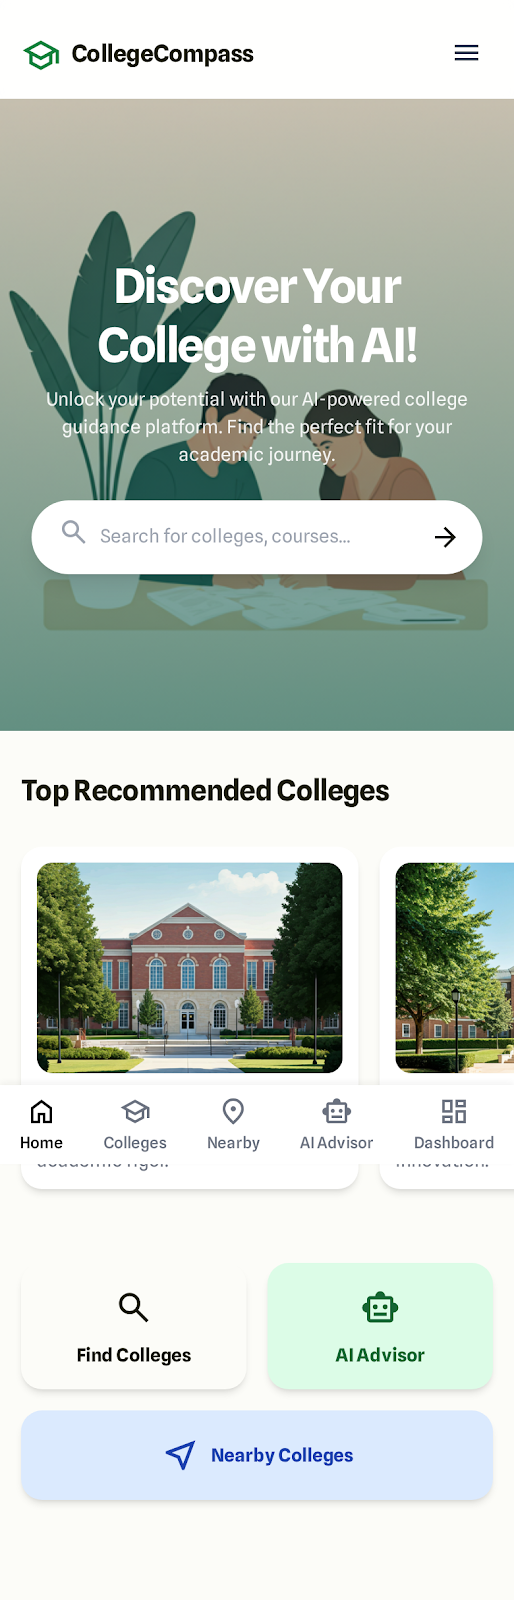 CollegeCompass
Discover Your
College with AI!
Unlock your potential with our AI-powered college
guidance platform. Find the perfect fit for your
academic journey.
Search for colleges, courses...
Top Recommended Colleges
Home
Colleges
Nearby
AI Advisor
Dashboard
Find Colleges
AI Advisor
Nearby Colleges